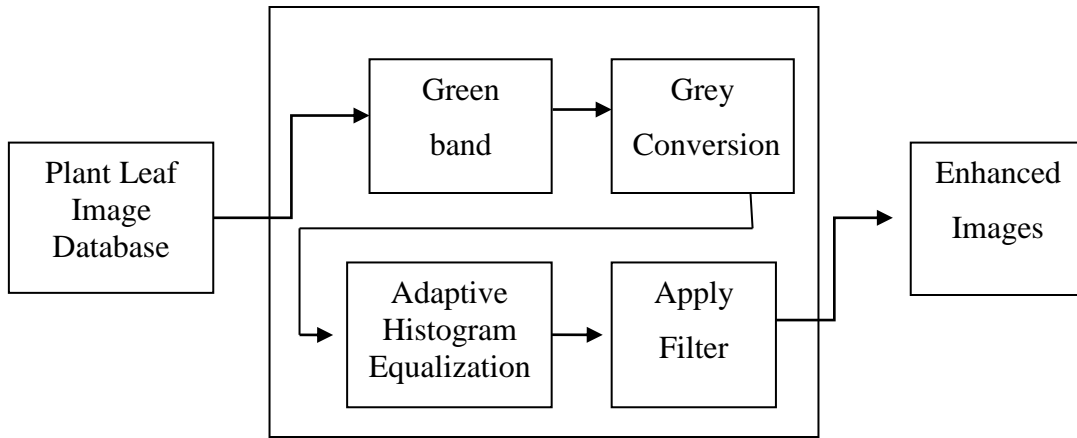 Plant Leaf
Image
Database
Green
band
Grey
Conversion
Adaptive
Histogram
Equalization
Apply
Filter
Enhanced
Images